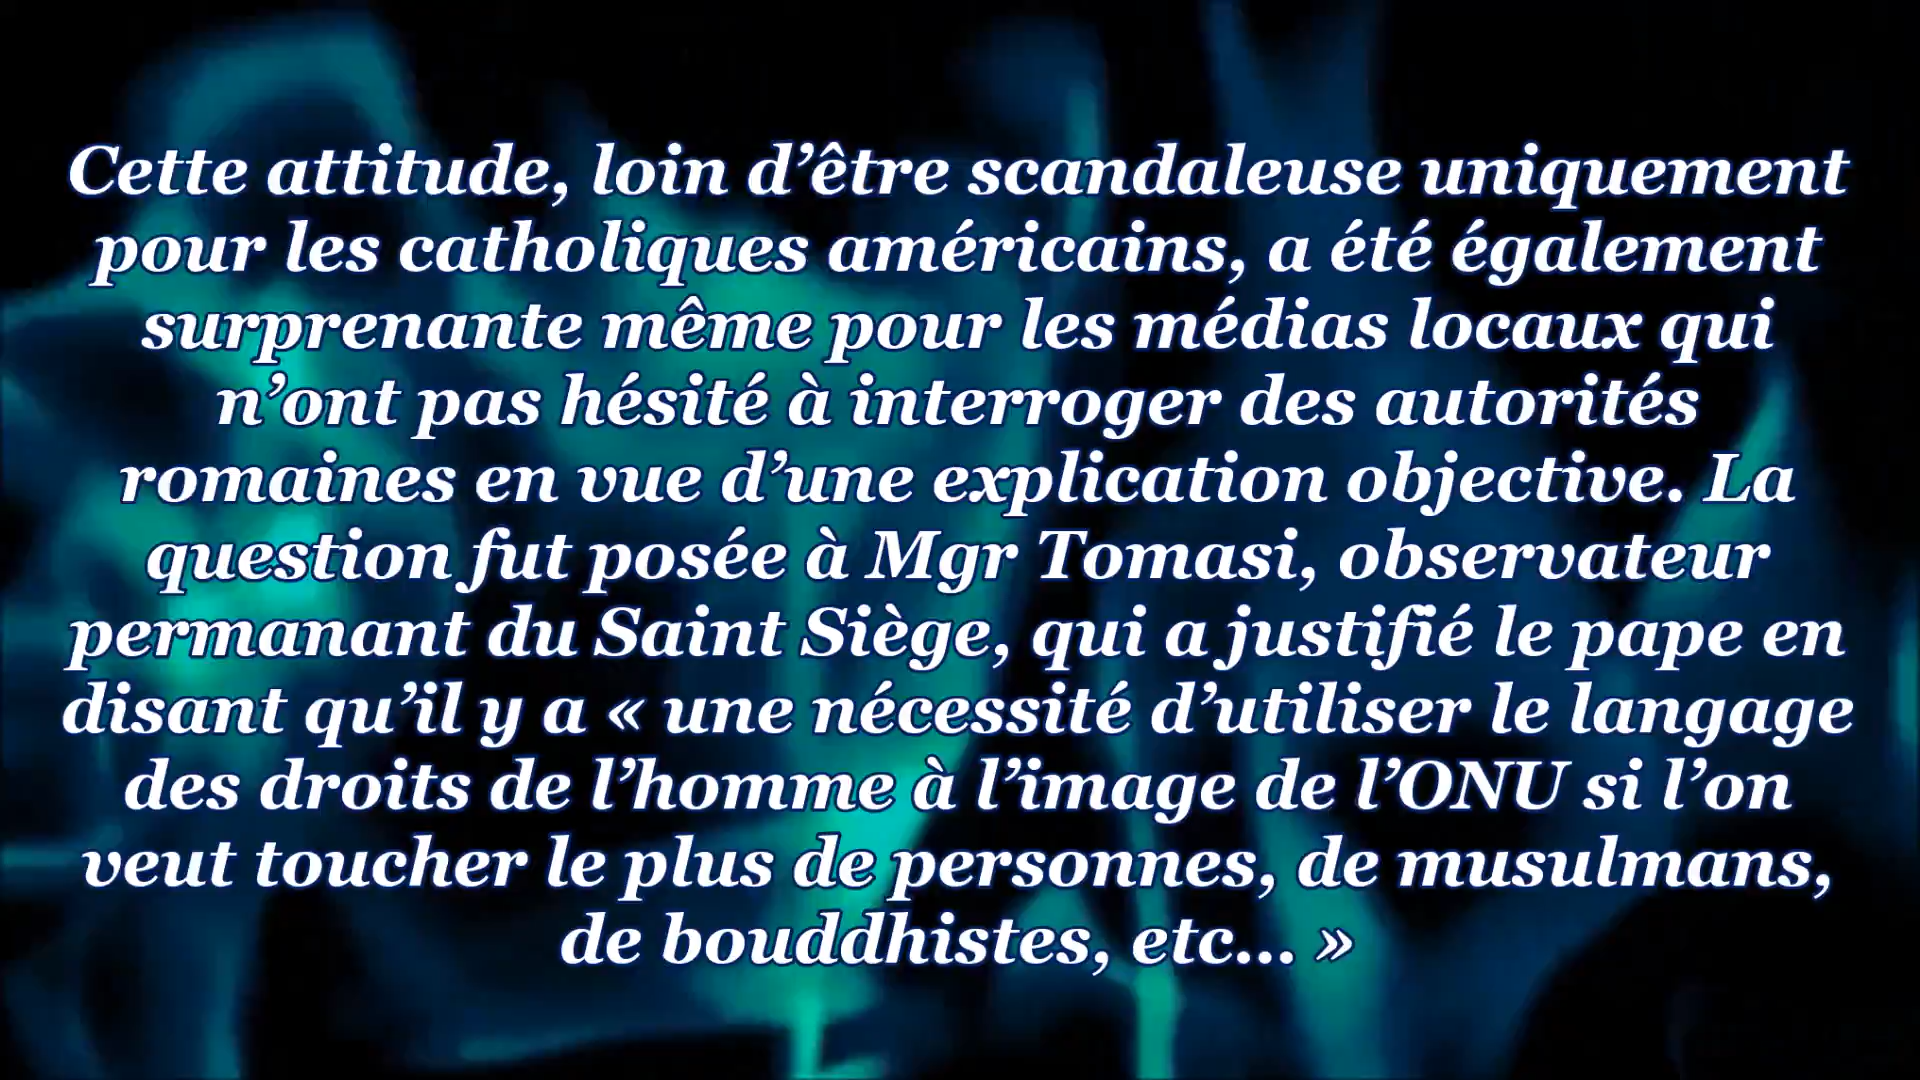 Cette attitude, loin d’être scandaleuse uniquement
pour les catholiques américains, a été également
surprenante même pour les médias locaux qui
n’ont pas hésité à interroger des autorités
romaines en vue d’une explication objective. La
question fut posée à Mgr Tomasi, observateur
permanant du Saint Siège, qui a justifié le pape en
disant qu’il y a « une nécessité d’utiliser le langage
des droits de l’homme à l’image de l’ONU si l’on
veut toucher le plus de personnes, de musulmans,
de bouddhistes, etc… »